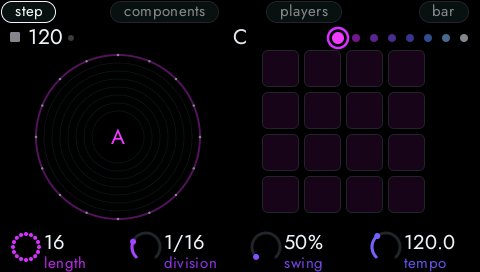 step components players bar
120 C
A
16 1/16 50% 120.0
length division swing tempo